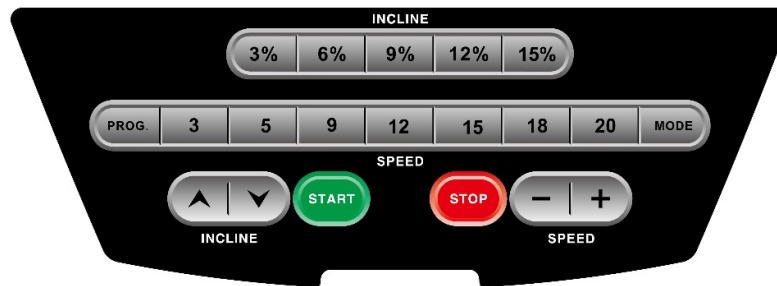 INCLINE
3% 6% 9% 12% 15%
PROG. 3 5 9 12 15 18 20 MODE
SPEED
START STOP − +
INCLINE SPEED